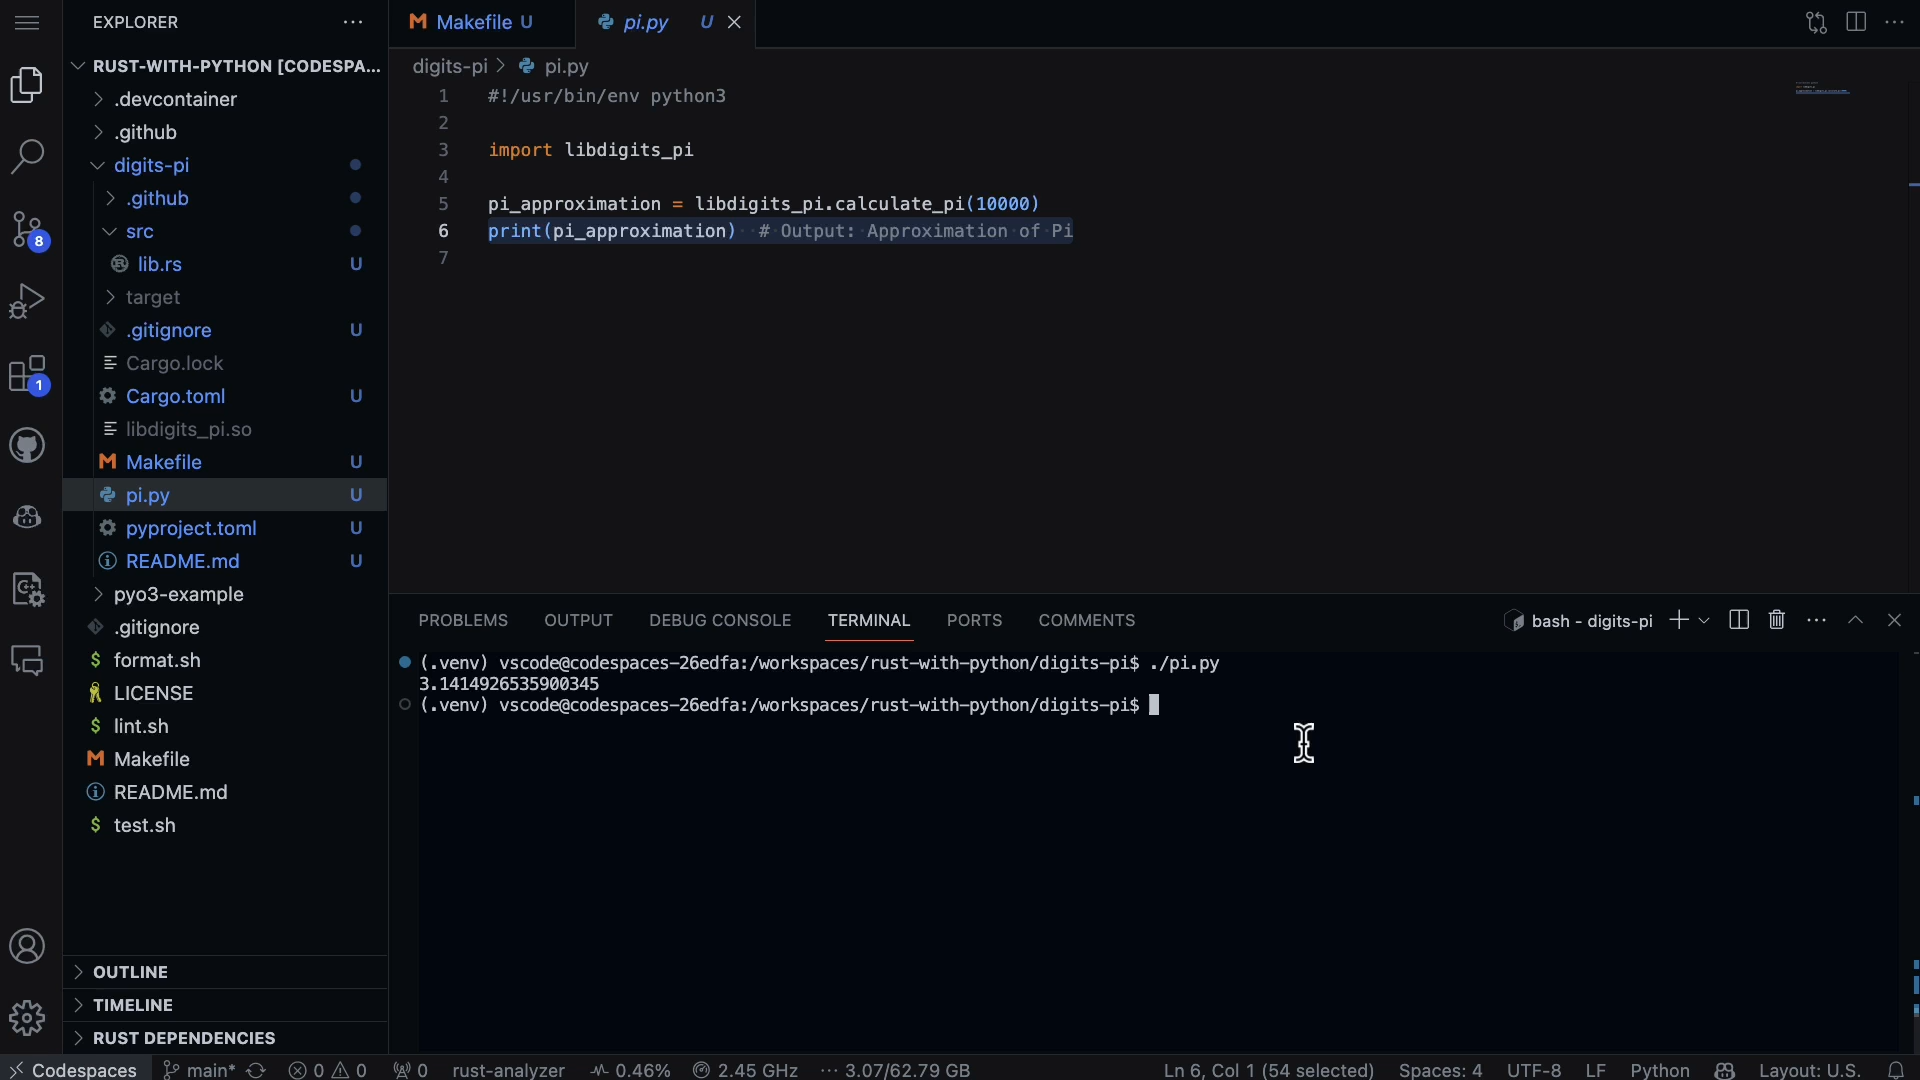 EXPLORER
RUST-WITH-PYTHON [CODESPA...
.devcontainer
.github
digits-pi
.github
src
lib.rs U
target
.gitignore U
Cargo.lock
Cargo.toml U
libdigits_pi.so
Makefile U
pi.py U
pyproject.toml U
README.md U
pyo3-example
.gitignore
$ format.sh
LICENSE
$ lint.sh
Makefile
README.md
$ test.sh
OUTLINE
TIMELINE
RUST DEPENDENCIES
8
1
Makefile U
pi.py U
digits-pi > pi.py
1 #!/usr/bin/env python3
2
3 import libdigits_pi
4
5 pi_approximation = libdigits_pi.calculate_pi(10000)
6 print(pi_approximation)  # Output: Approximation of Pi
7
PROBLEMS OUTPUT DEBUG CONSOLE TERMINAL PORTS COMMENTS
bash - digits-pi
(.venv) vscode@codespaces-26edfa:/workspaces/rust-with-python/digits-pi$ ./pi.py
3.1414926535900345
(.venv) vscode@codespaces-26edfa:/workspaces/rust-with-python/digits-pi$
Codespaces main* 0 0 0 rust-analyzer 0.46% 2.45 GHz 3.07/62.79 GB Ln 6, Col 1 (54 selected) Spaces: 4 UTF-8 LF Python Layout: U.S.